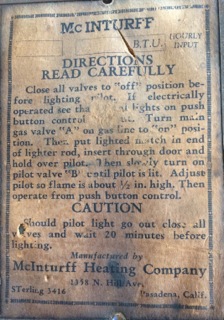 McINTURFF
HOURLY
B.T.U. INPUT
DIRECTIONS
READ CAREFULLY
Close all valves to "off" position be-
fore lighting pilot. If electrically
operated see that lights on push
button control out. Turn main
gas valve "A" on gas line to "on" posi-
tion. Then put lighted match in end
of lighter rod, insert through door and
hold over pilot. Then slowly turn on
pilot valve "B" until pilot is lit. Adjust
pilot so flame is about ½ in. high. Then
operate from push button control.
CAUTION
Should pilot light go out close all
valves and wait 20 minutes before
lighting.
Manufactured by
McInturff Heating Company
1358 N. Hill Ave.
STerling 3416 Pasadena, Calif.